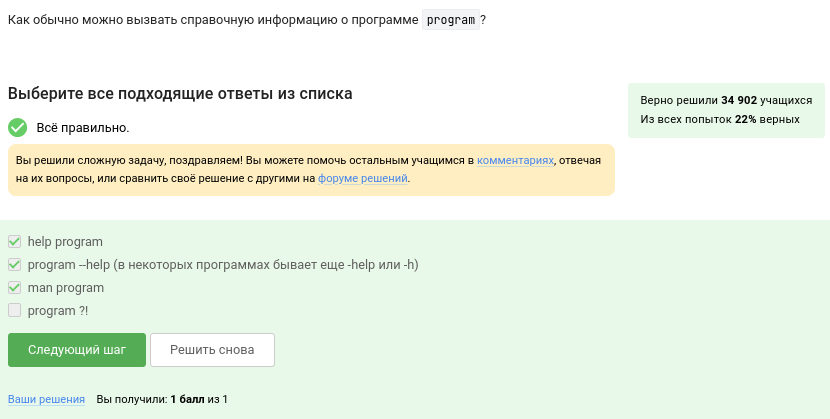 Как обычно можно вызвать справочную информацию о программе program?
Выберите все подходящие ответы из списка
Верно решили 34 902 учащихся
Из всех попыток 22% верных
Всё правильно.
Вы решили сложную задачу, поздравляем! Вы можете помочь остальным учащимся в комментариях, отвечая
на их вопросы, или сравнить своё решение с другими на форуме решений.
help program
program --help (в некоторых программах бывает еще -help или -h)
man program
program ?!
Следующий шаг
Решить снова
Ваши решения Вы получили: 1 балл из 1